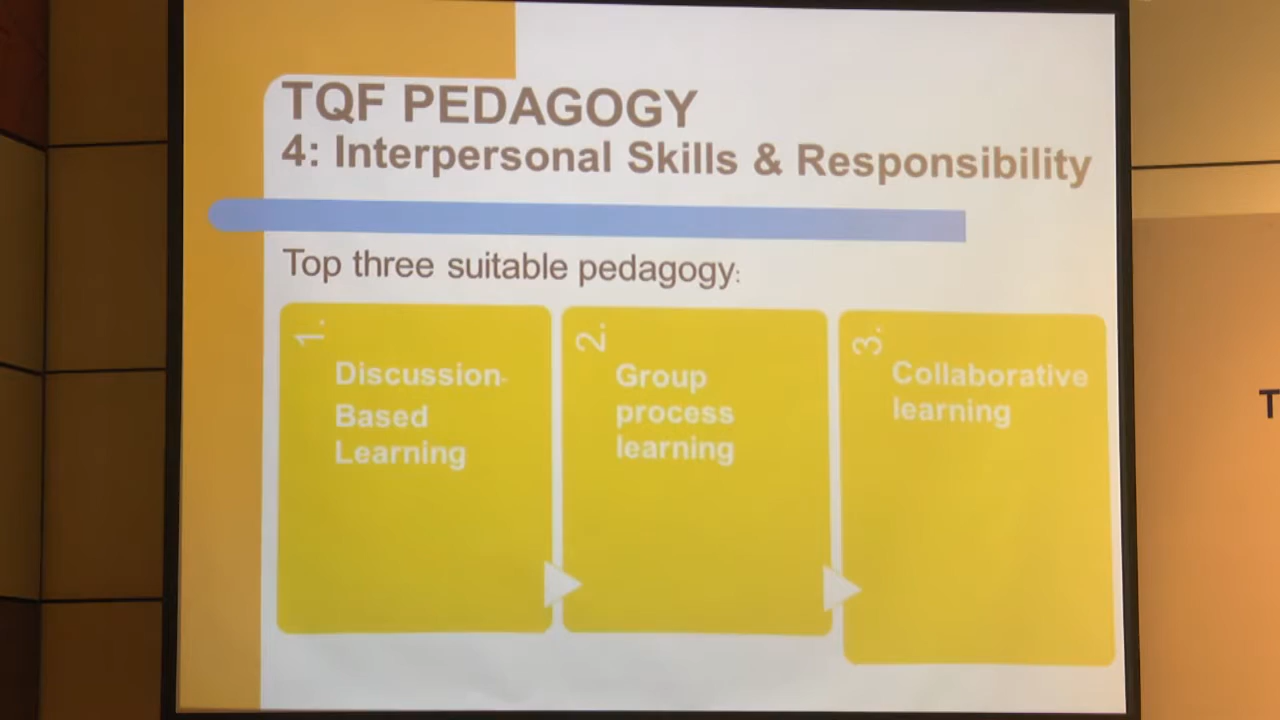 TQF PEDAGOGY
4: Interpersonal Skills & Responsibility
Top three suitable pedagogy:
1.
Discussion-
Based
Learning
2.
Group
process
learning
3.
Collaborative
learning
T